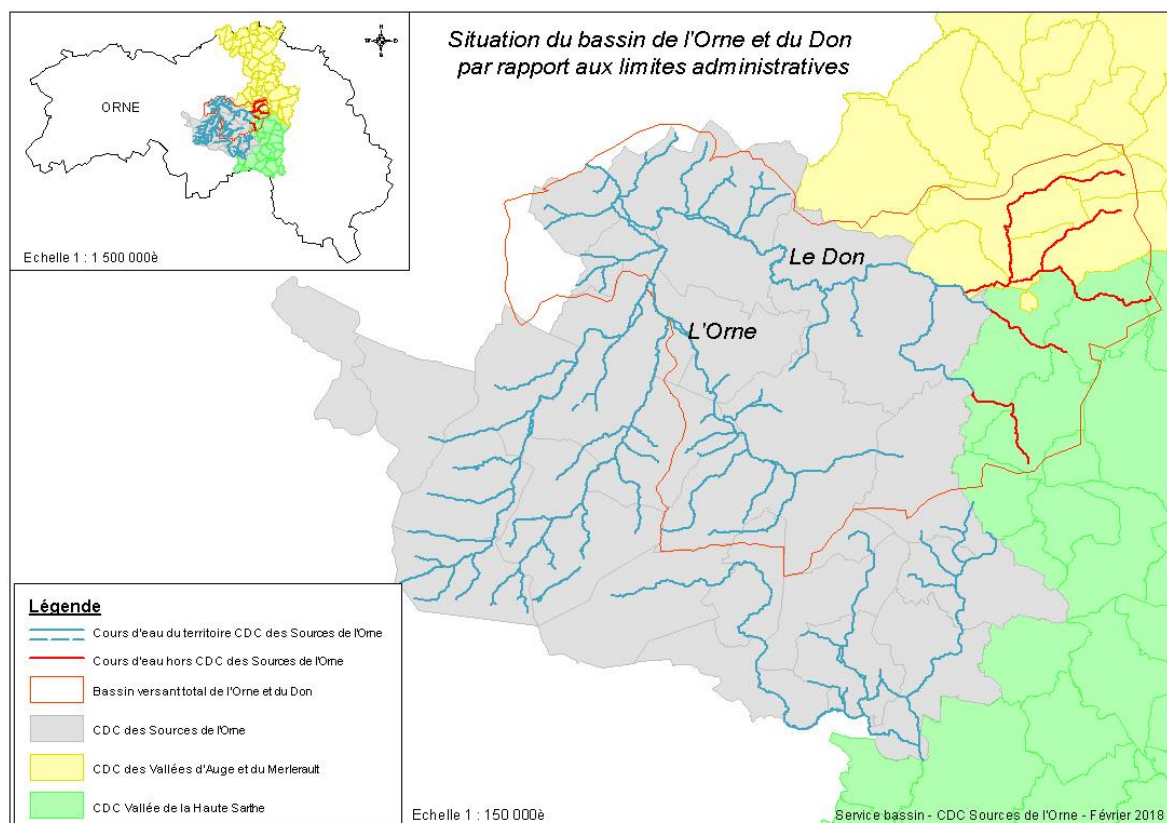 Situation du bassin de l'Orne et du Don
par rapport aux limites administratives
N
W
O
S
ORNE
Echelle 1 : 1 500 000è
Le Don
L'Orne
Légende
Cours d'eau du territoire CDC des Sources de l'Orne
Cours d'eau hors CDC des Sources de l'Orne
Bassin versant total de l'Orne et du Don
CDC des Sources de l'Orne
CDC des Vallées d'Auge et du Merlerault
CDC Vallée de la Haute Sarthe
Echelle 1 : 150 000è
Service bassin - CDC Sources de l'Orne - Février 2018